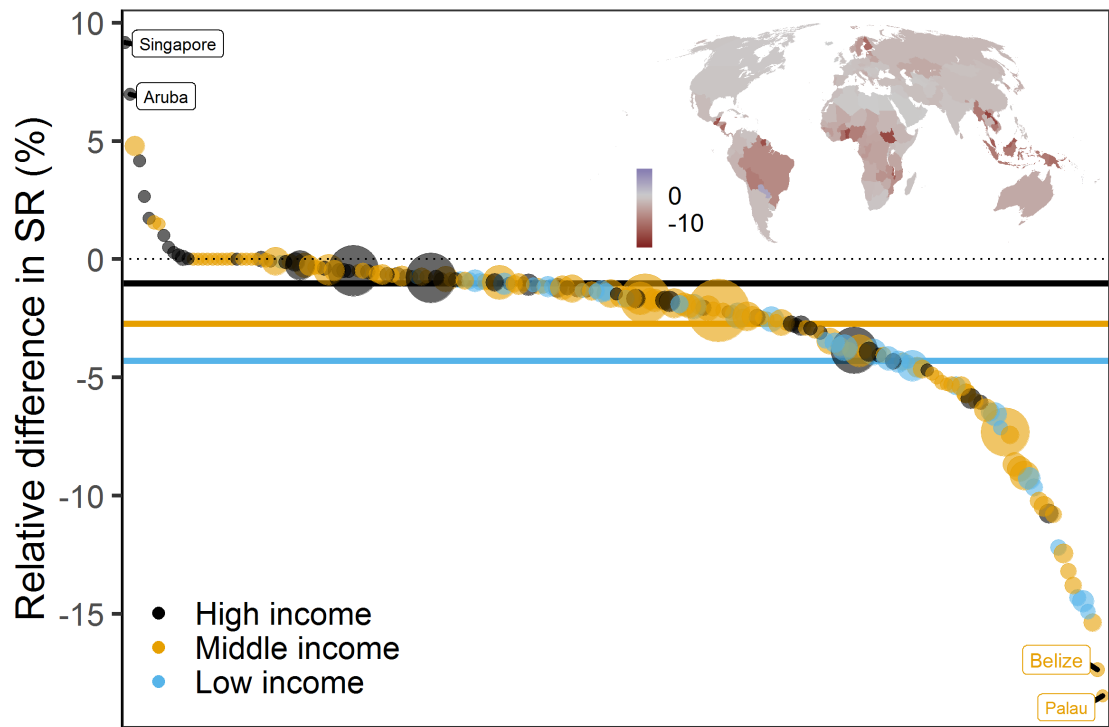 Relative difference in SR (%)
10
5
0
-5
-10
-15
Singapore
Aruba
0
-10
High income
Middle income
Low income
Belize
Palau